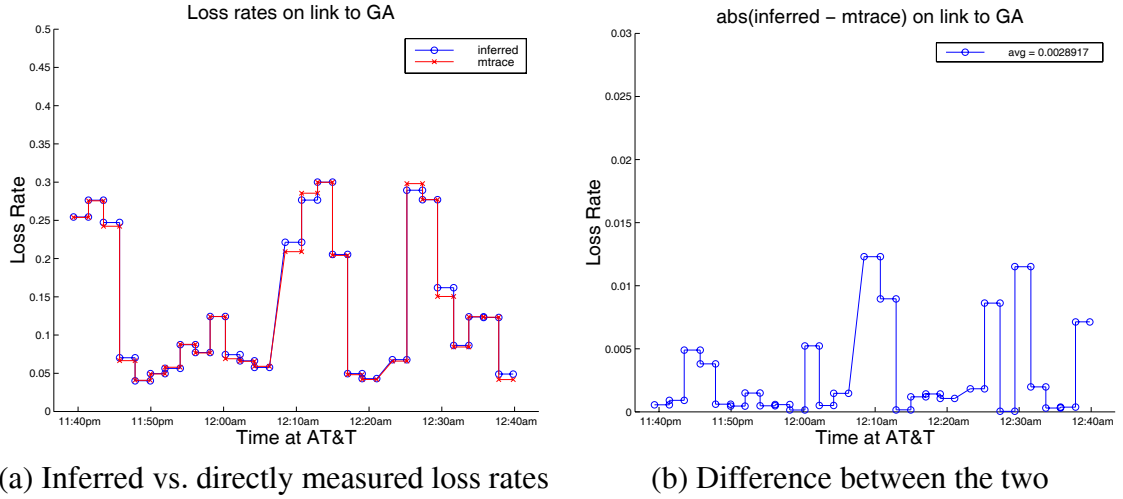 Loss rates on link to GA
0.5
0.45
0.4
0.35
0.3
0.25
0.2
0.15
0.1
0.05
0
Loss Rate
inferred
mtrace
11:40pm 11:50pm 12:00am 12:10am 12:20am 12:30am 12:40am
Time at AT&T
(a) Inferred vs. directly measured loss rates
abs(inferred − mtrace) on link to GA
0.03
0.025
0.02
0.015
0.01
0.005
0
Loss Rate
avg = 0.0028917
11:40pm 11:50pm 12:00am 12:10am 12:20am 12:30am 12:40am
Time at AT&T
(b) Difference between the two